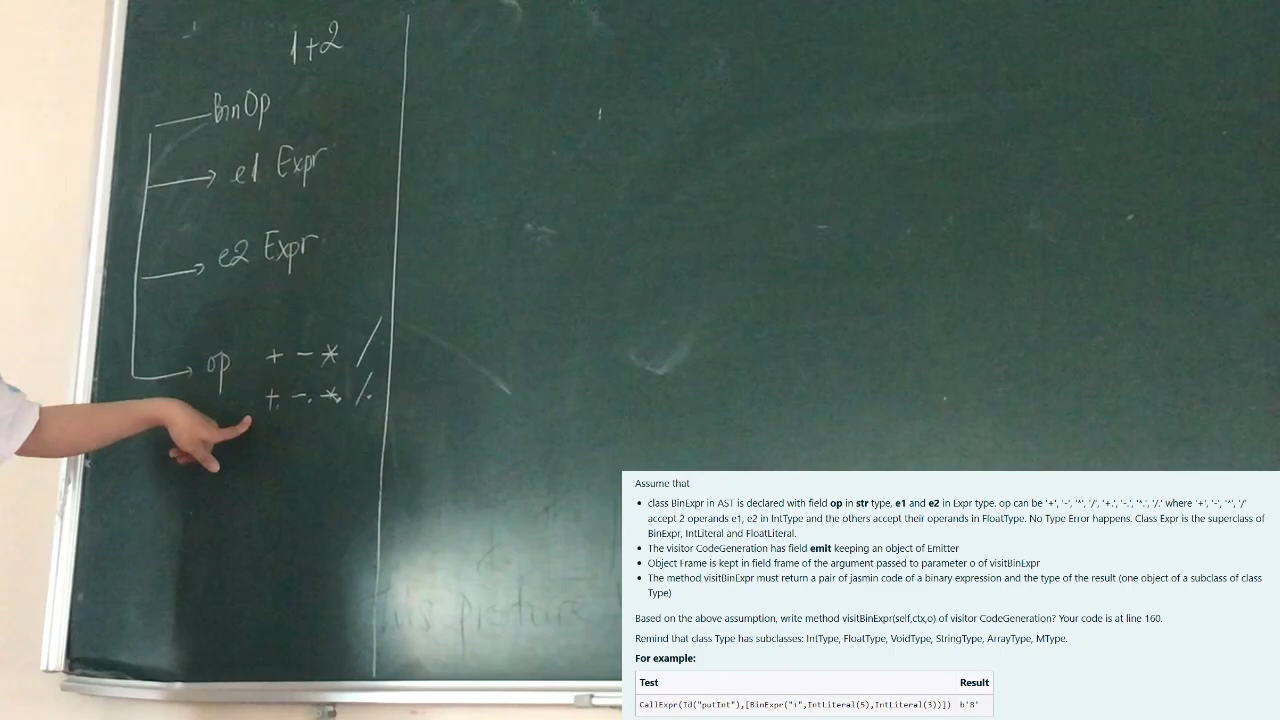 1+2
BinOp
e1 Expr
e2 Expr
op + - * /
+. -. *. /.
Assume that
• class BinExpr in AST is declared with field op in str type, e1 and e2 in Expr type. op can be '+', '-', '*', '/', '+.', '-.', '*.', '/.' where '+', '-', '*', '/'
accept 2 operands e1, e2 in IntType and the others accept their operands in FloatType. No Type Error happens. Class Expr is the superclass of
BinExpr, IntLiteral and FloatLiteral.
• The visitor CodeGeneration has field emit keeping an object of Emitter
• Object Frame is kept in field frame of the argument passed to parameter o of visitBinExpr
• The method visitBinExpr must return a pair of jasmin code of a binary expression and the type of the result (one object of a subclass of class
Type)
Based on the above assumption, write method visitBinExpr(self,ctx,o) of visitor CodeGeneration? Your code is at line 160.
Remind that class Type has subclasses: IntType, FloatType, VoidType, StringType, ArrayType, MType.
For example:
Test Result
CallExpr(Id("putInt"),[BinExpr("+",IntLiteral(5),IntLiteral(3))]) b'8'